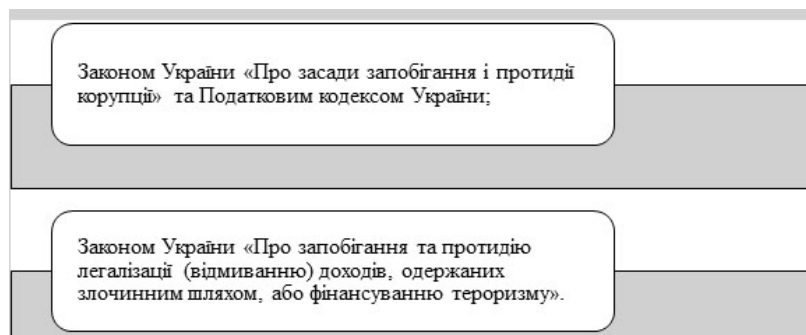 Законом України «Про засади запобігання і протидії
корупції» та Податковим кодексом України;
Законом України «Про запобігання та протидію
легалізації (відмиванню) доходів, одержаних
злочинним шляхом, або фінансуванню тероризму».